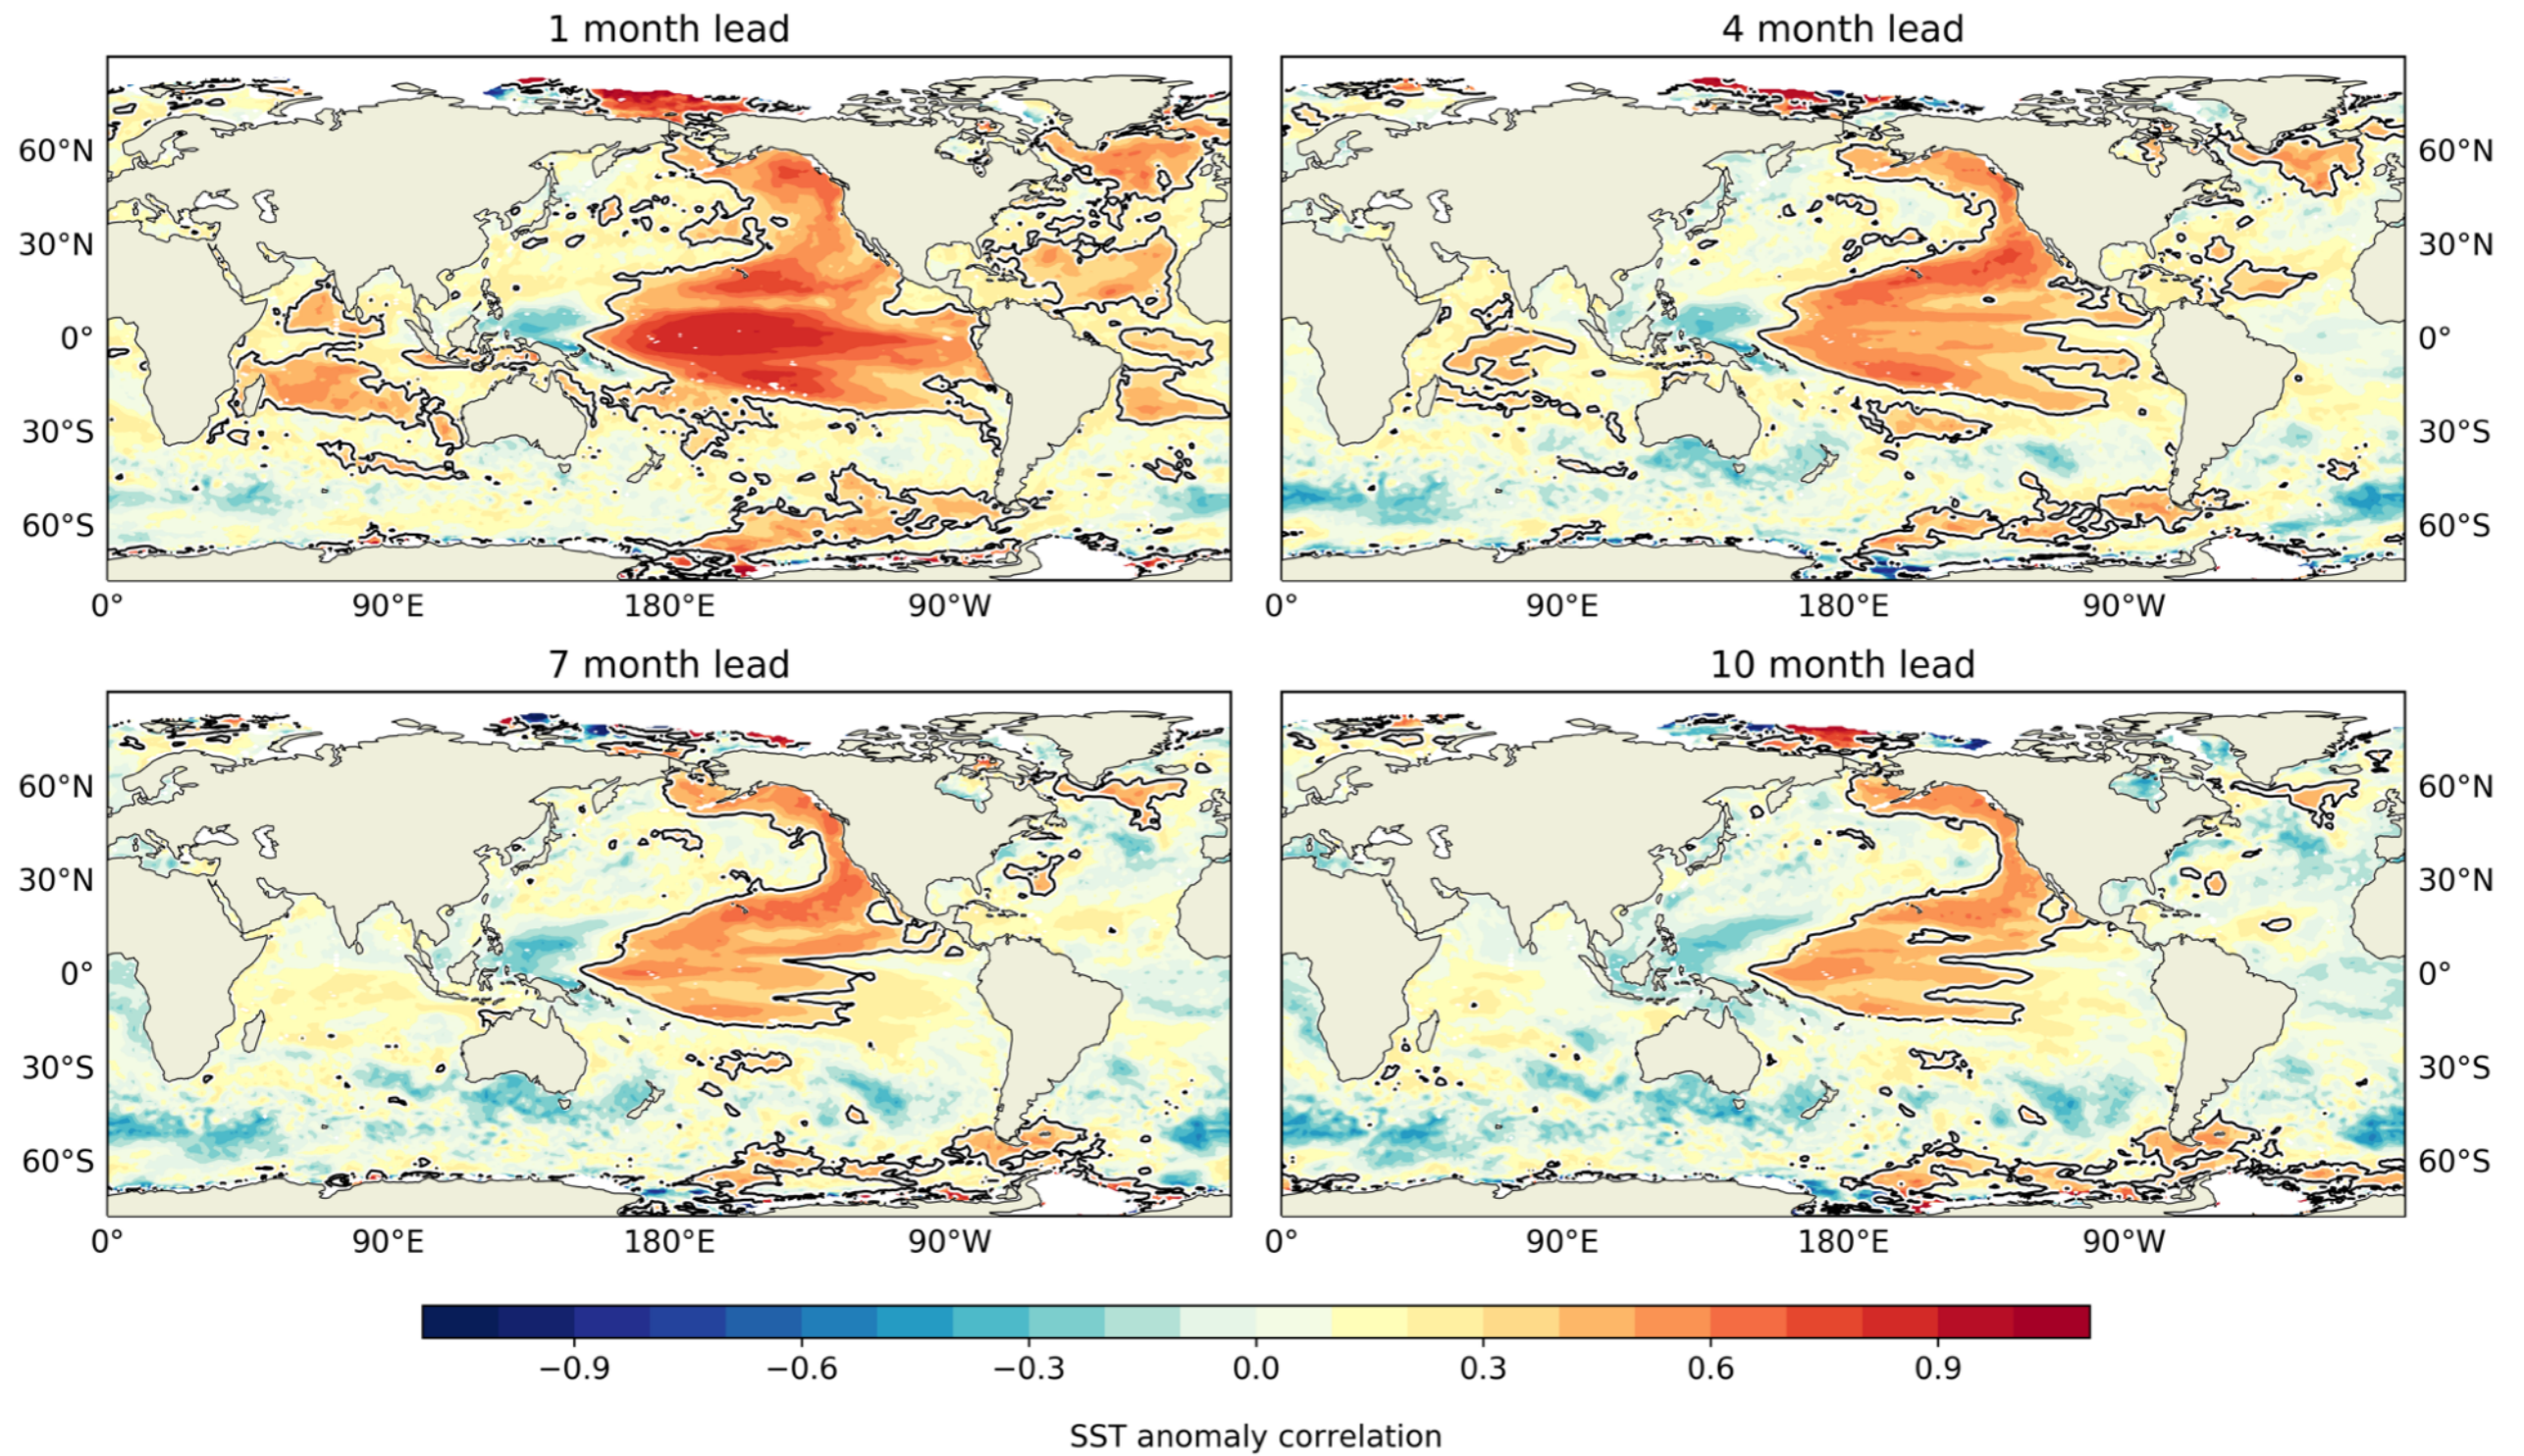 1 month lead
4 month lead
60°N
30°N
0°
30°S
60°S
60°N
30°N
0°
30°S
60°S
0° 90°E 180°E 90°W
0° 90°E 180°E 90°W
7 month lead
10 month lead
60°N
30°N
0°
30°S
60°S
60°N
30°N
0°
30°S
60°S
0° 90°E 180°E 90°W
0° 90°E 180°E 90°W
−0.9 −0.6 −0.3 0.0 0.3 0.6 0.9
SST anomaly correlation